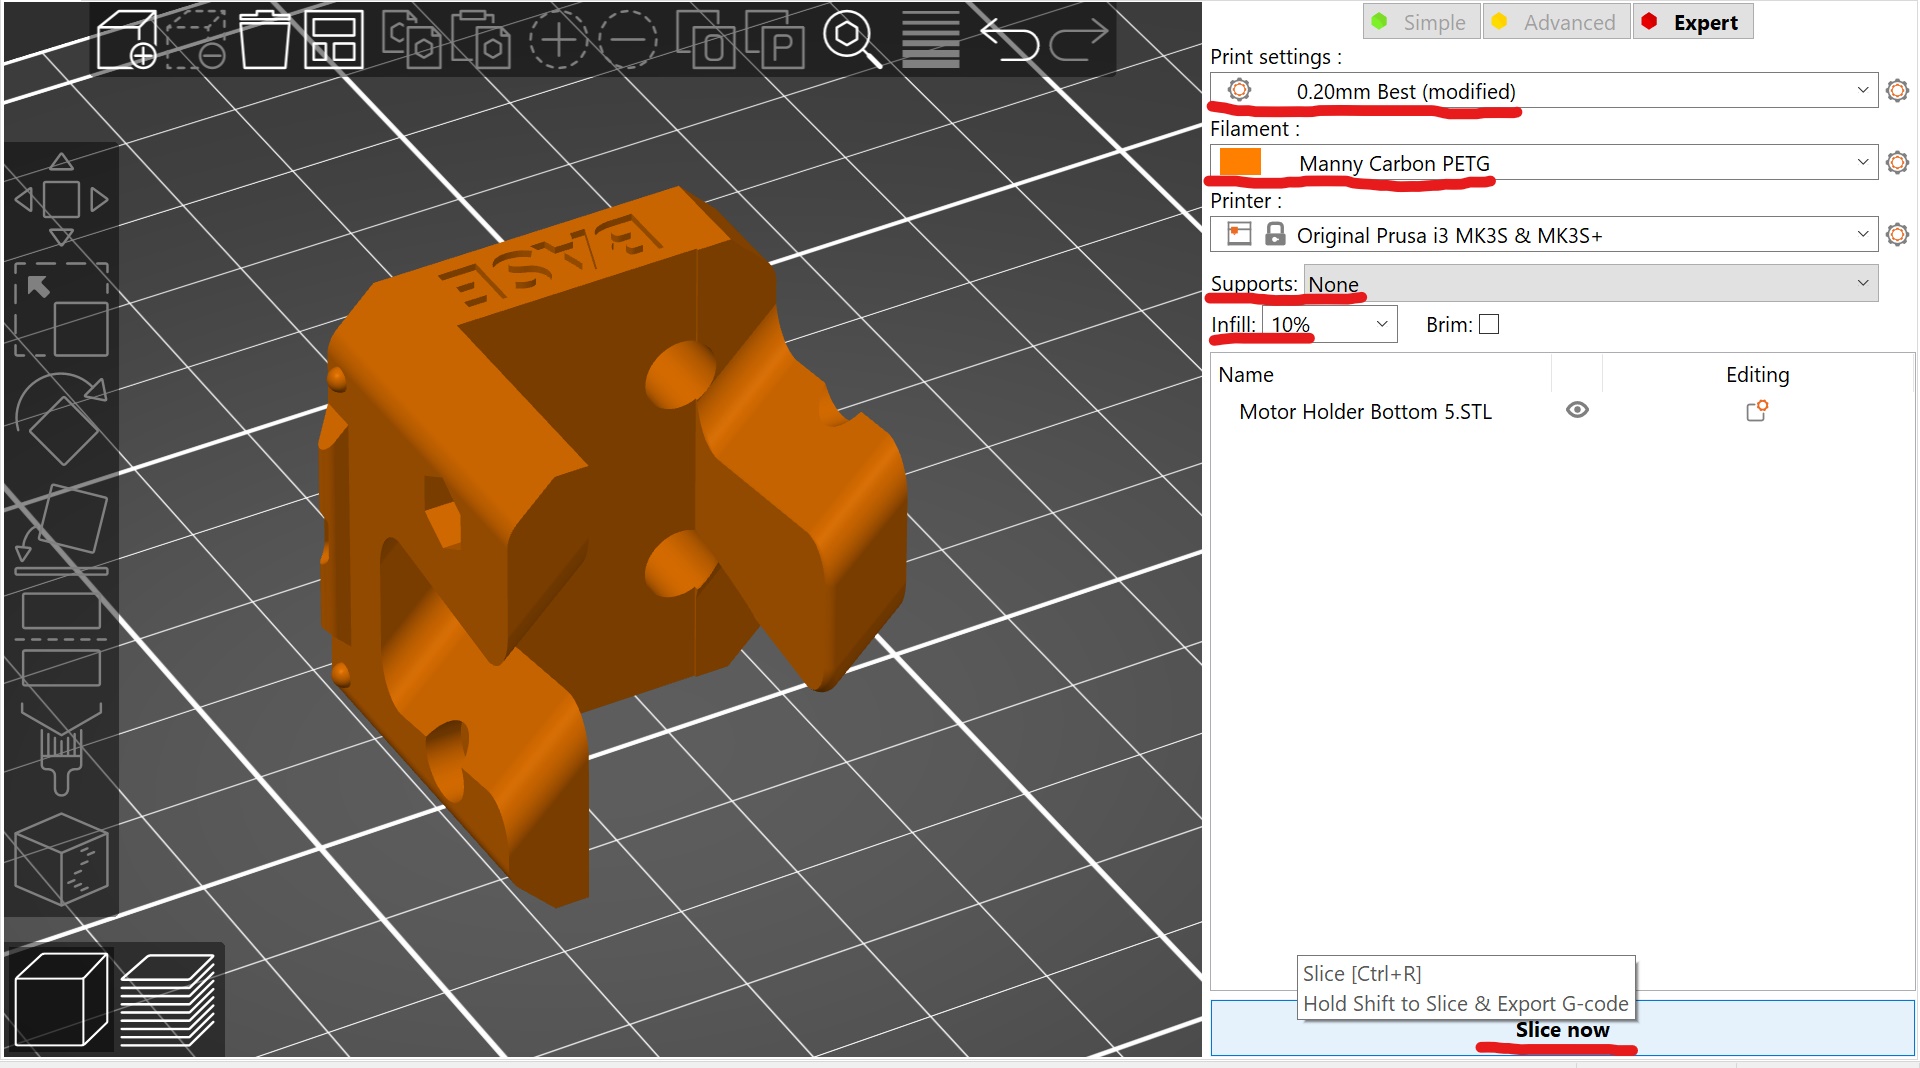 Simple
Advanced
Expert
Print settings :
0.20mm Best (modified)
Filament :
Manny Carbon PETG
Printer :
Original Prusa i3 MK3S & MK3S+
Supports: None
Infill: 10% Brim:
Name Editing
Motor Holder Bottom 5.STL
BASE
Slice [Ctrl+R]
Hold Shift to Slice & Export G-code
Slice now